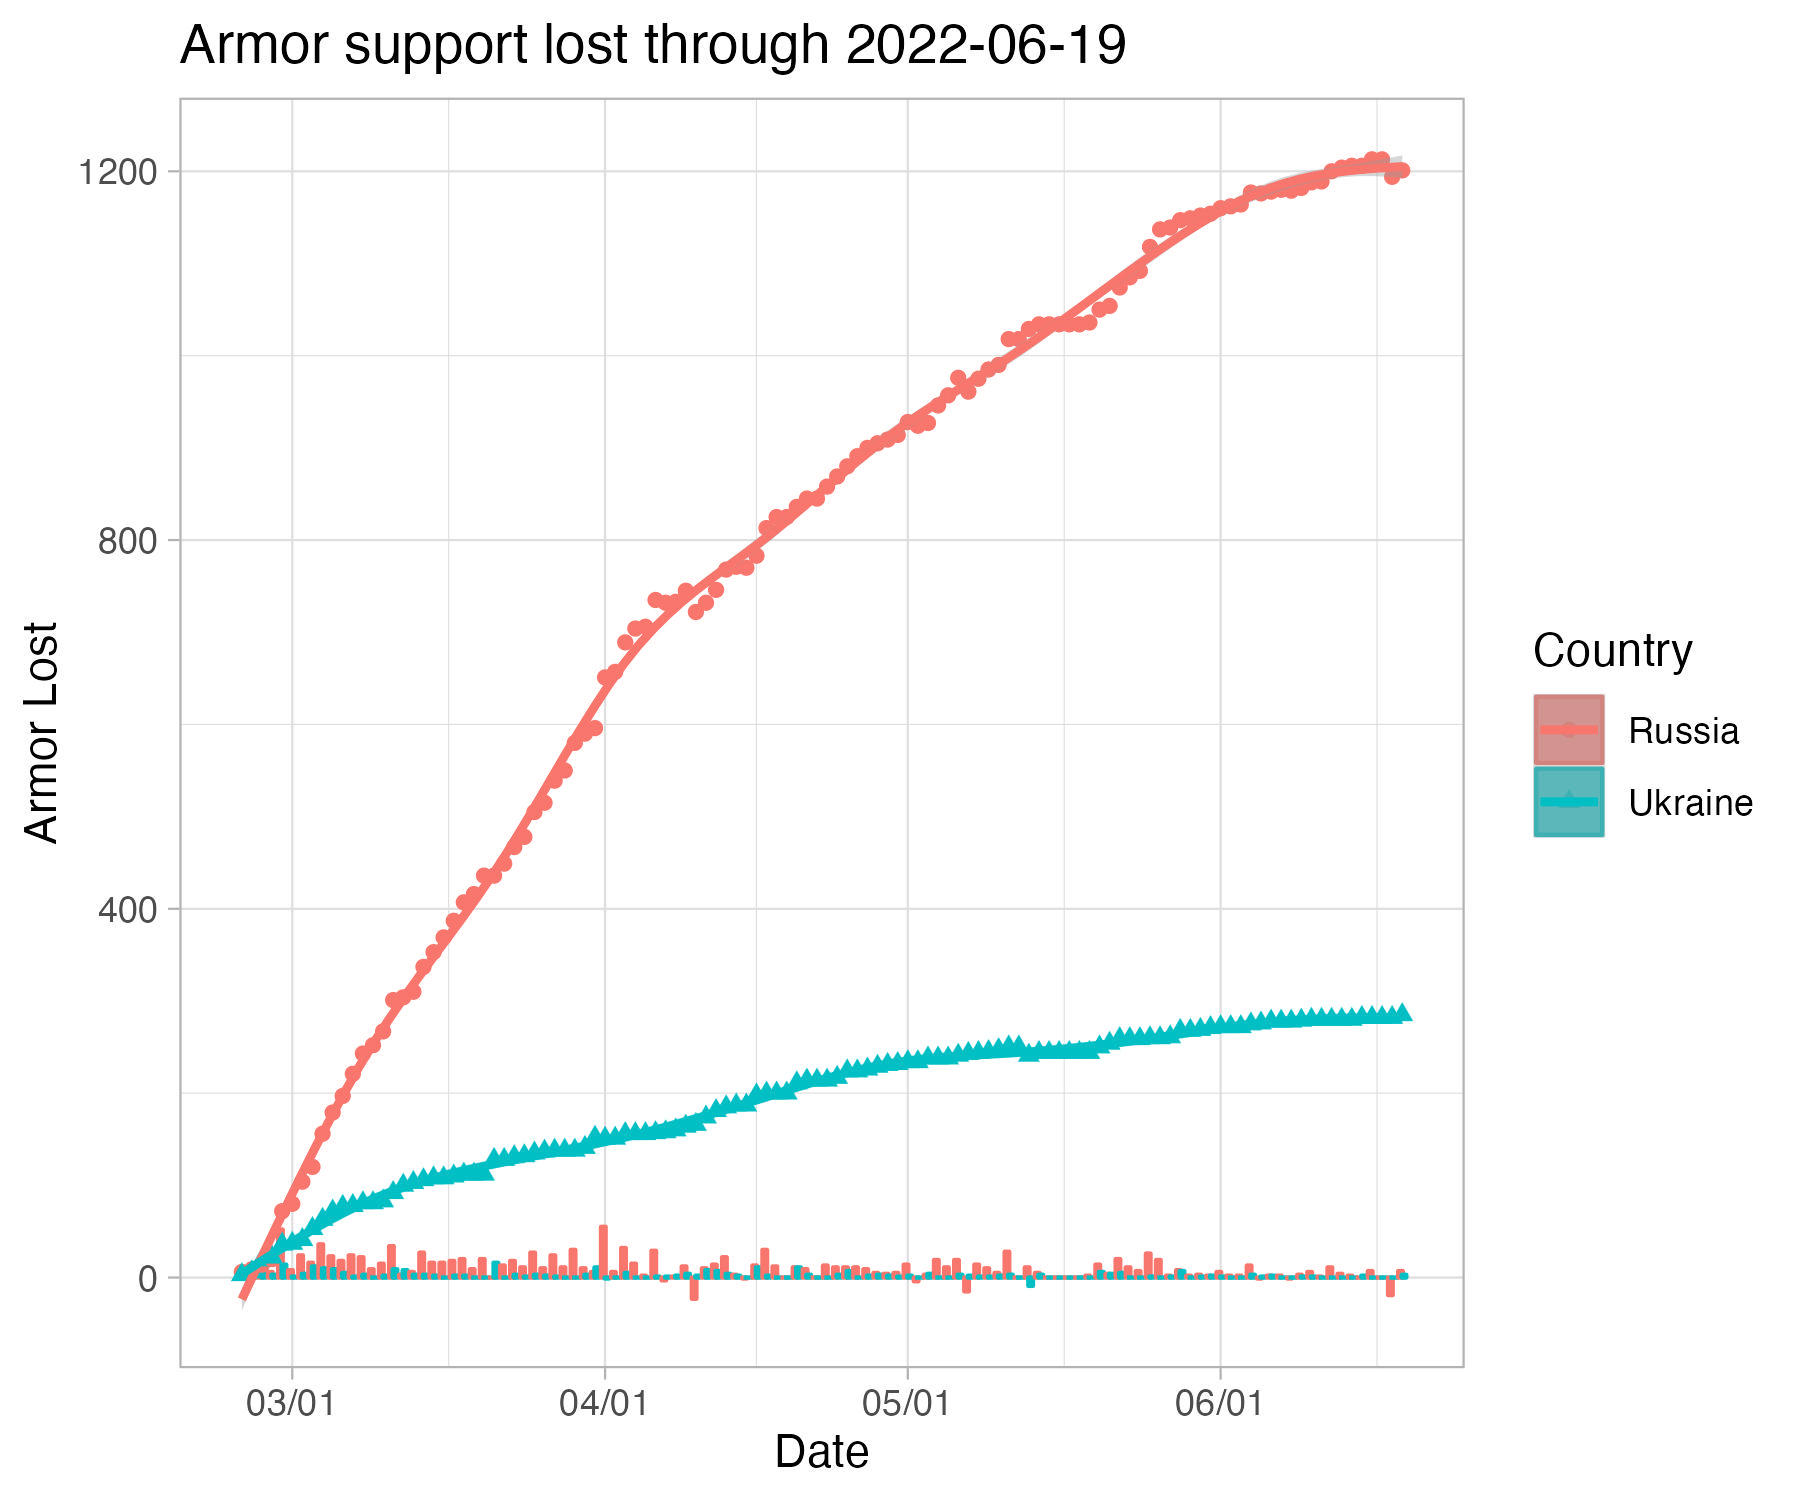 Armor support lost through 2022-06-19
1200
800
400
0
Armor Lost
03/01
04/01
05/01
06/01
Date
Country
Russia
Ukraine